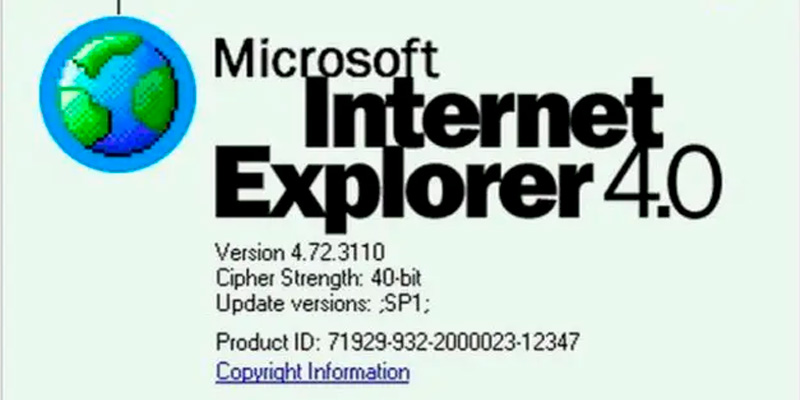 Microsoft
Internet
Explorer 4.0
Version 4.72.3110
Cipher Strength: 40-bit
Update versions: ;SP1;
Product ID: 71929-932-2000023-12347
Copyright Information